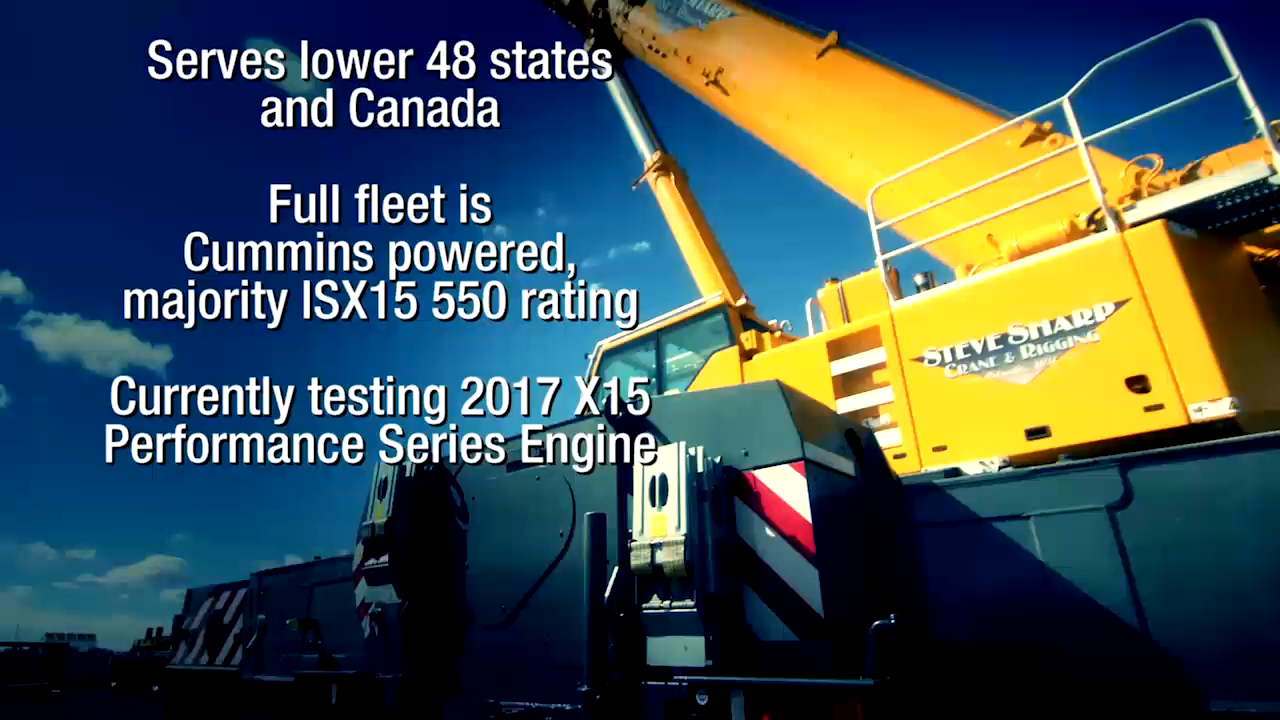 Serves lower 48 states
and Canada
Full fleet is
Cummins powered,
majority ISX15 550 rating
Currently testing 2017 X15
Performance Series Engine
STEVE SHARP
CRANE & RIGGING